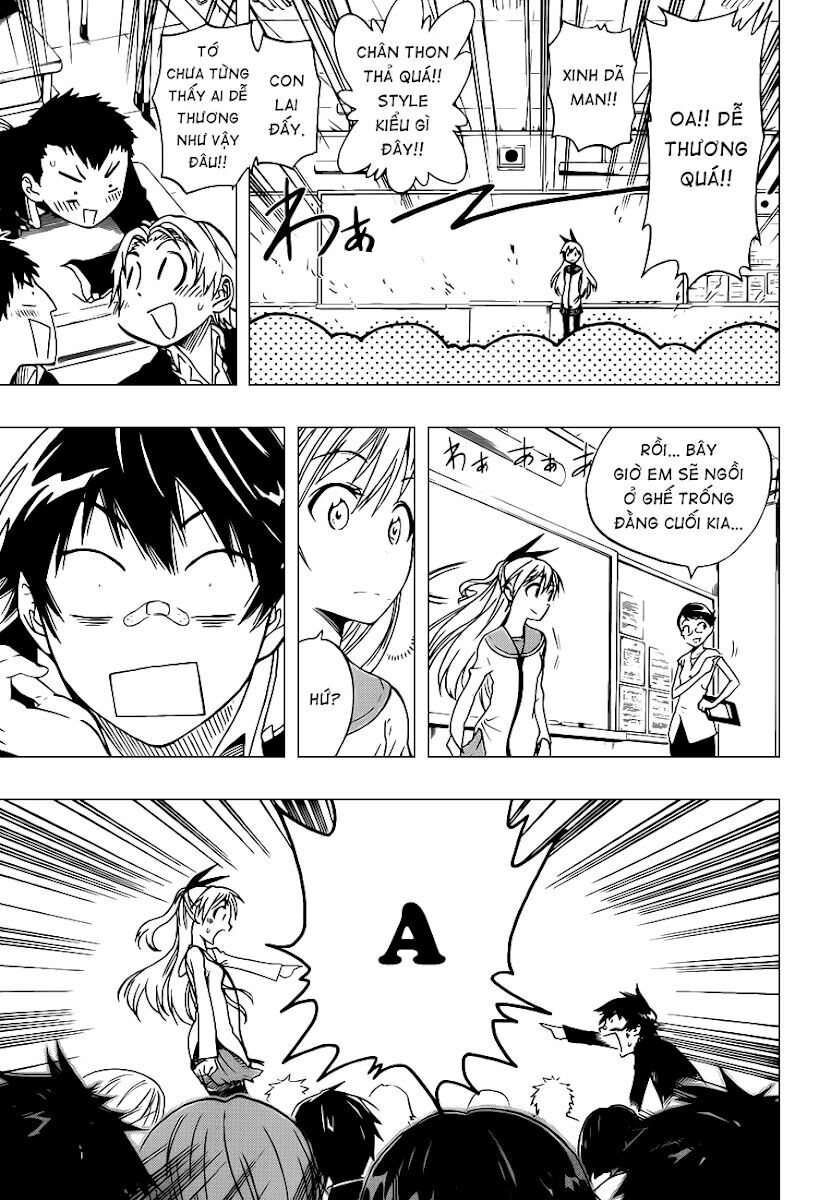 OA!! DỄ
THƯƠNG
QUÁ!!
XINH DÃ
MAN!!
CHÂN THON
THẢ QUÁ!!
STYLE
KIỂU GÌ
ĐÂY!!
CON
LAI
ĐẤY.
TỚ
CHƯA TỪNG
THẤY AI DỄ
THƯƠNG
NHƯ VẬY
ĐÂU!!
わぁー
RỒI... BÂY
GIỜ EM SẼ NGỒI
Ở GHẾ TRỐNG
ĐẰNG CUỐI KIA...
わぁ ぁぁ
HỨ?
A